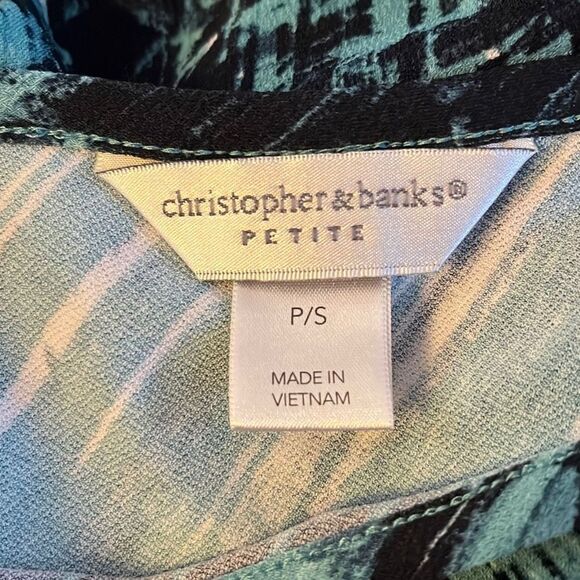 christopher&banks®
PETITE
P/S
MADE IN
VIETNAM